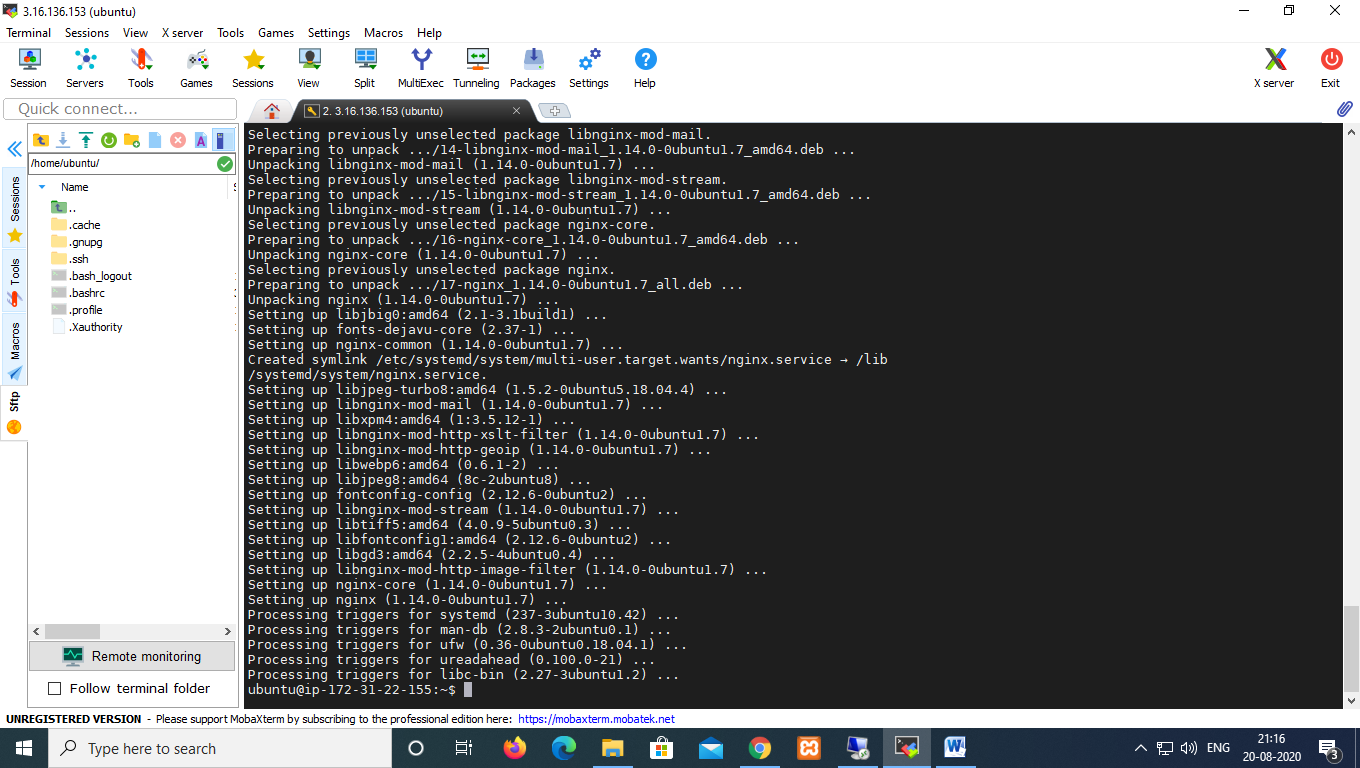 3.16.136.153 (ubuntu)
Terminal Sessions View X server Tools Games Settings Macros Help
Session Servers Tools Games Sessions View Split MultiExec Tunneling Packages Settings Help X server Exit
Quick connect...
2. 3.16.136.153 (ubuntu)
/home/ubuntu/
Name S
..
.cache
.gnupg
.ssh
.bash_logout
.bashrc
.profile
.Xauthority
Sessions
Tools
Macros
Sftp
Remote monitoring
Follow terminal folder
Selecting previously unselected package libnginx-mod-mail.
Preparing to unpack .../14-libnginx-mod-mail_1.14.0-0ubuntu1.7_amd64.deb ...
Unpacking libnginx-mod-mail (1.14.0-0ubuntu1.7) ...
Selecting previously unselected package libnginx-mod-stream.
Preparing to unpack .../15-libnginx-mod-stream_1.14.0-0ubuntu1.7_amd64.deb ...
Unpacking libnginx-mod-stream (1.14.0-0ubuntu1.7) ...
Selecting previously unselected package nginx-core.
Preparing to unpack .../16-nginx-core_1.14.0-0ubuntu1.7_amd64.deb ...
Unpacking nginx-core (1.14.0-0ubuntu1.7) ...
Selecting previously unselected package nginx.
Preparing to unpack .../17-nginx_1.14.0-0ubuntu1.7_all.deb ...
Unpacking nginx (1.14.0-0ubuntu1.7) ...
Setting up libjbig0:amd64 (2.1-3.1build1) ...
Setting up fonts-dejavu-core (2.37-1) ...
Setting up nginx-common (1.14.0-0ubuntu1.7) ...
Created symlink /etc/systemd/system/multi-user.target.wants/nginx.service → /lib
/systemd/system/nginx.service.
Setting up libjpeg-turbo8:amd64 (1.5.2-0ubuntu5.18.04.4) ...
Setting up libnginx-mod-mail (1.14.0-0ubuntu1.7) ...
Setting up libxpm4:amd64 (1:3.5.12-1) ...
Setting up libnginx-mod-http-xslt-filter (1.14.0-0ubuntu1.7) ...
Setting up libnginx-mod-http-geoip (1.14.0-0ubuntu1.7) ...
Setting up libwebp6:amd64 (0.6.1-2) ...
Setting up libjpeg8:amd64 (8c-2ubuntu8) ...
Setting up fontconfig-config (2.12.6-0ubuntu2) ...
Setting up libnginx-mod-stream (1.14.0-0ubuntu1.7) ...
Setting up libtiff5:amd64 (4.0.9-5ubuntu0.3) ...
Setting up libfontconfig1:amd64 (2.12.6-0ubuntu2) ...
Setting up libgd3:amd64 (2.2.5-4ubuntu0.4) ...
Setting up libnginx-mod-http-image-filter (1.14.0-0ubuntu1.7) ...
Setting up nginx-core (1.14.0-0ubuntu1.7) ...
Setting up nginx (1.14.0-0ubuntu1.7) ...
Processing triggers for systemd (237-3ubuntu10.42) ...
Processing triggers for man-db (2.8.3-2ubuntu0.1) ...
Processing triggers for ufw (0.36-0ubuntu0.18.04.1) ...
Processing triggers for ureadahead (0.100.0-21) ...
Processing triggers for libc-bin (2.27-3ubuntu1.2) ...
ubuntu@ip-172-31-22-155:~$
UNREGISTERED VERSION - Please support MobaXterm by subscribing to the professional edition here: https://mobaxterm.mobatek.net
Type here to search
ENG
21:16
20-08-2020
3